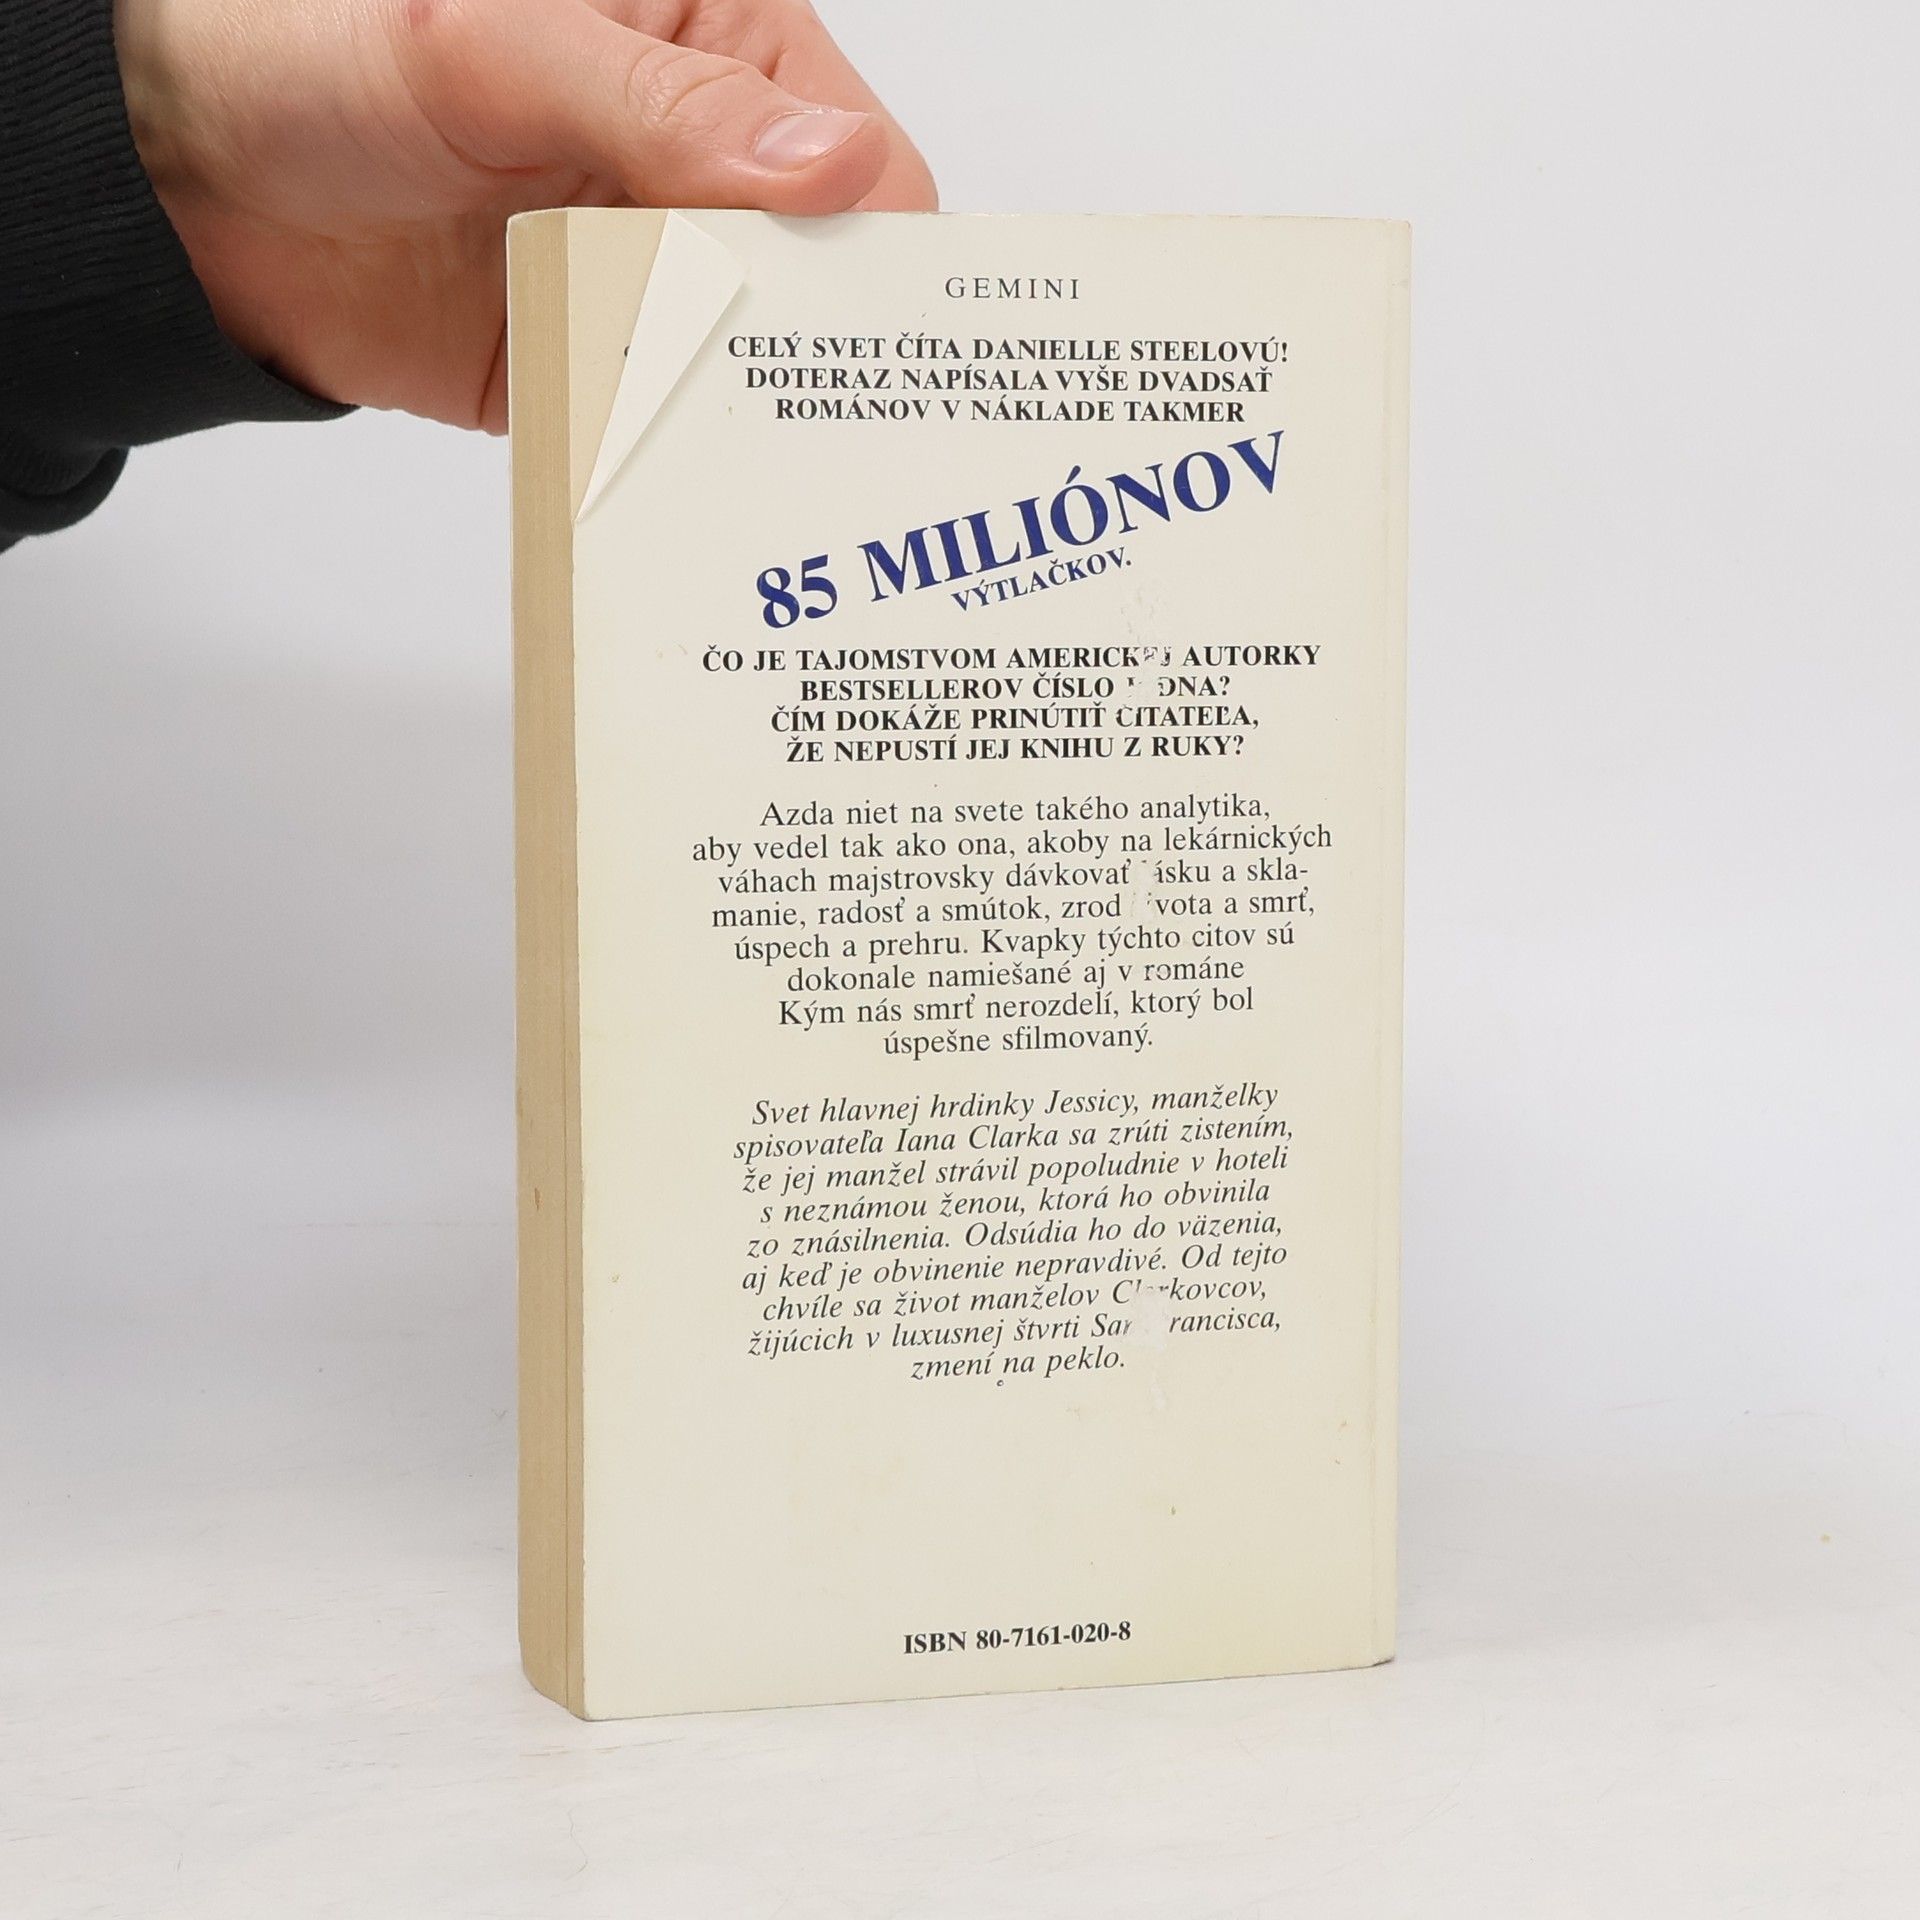 GEMINI
CELÝ SVET ČÍTA DANIELLE STEELOVÚ!
DOTERAZ NAPÍSALA VYŠE DVADSAŤ
ROMÁNOV V NÁKLADE TAKMER
85 MILIÓNOV
VÝTLAČKOV.
ČO JE TAJOMSTVOM AMERICKEJ AUTORKY
BESTSELLEROV ČÍSLO
ČÍM DOKÁŽE PRINÚTIŤ ČITATEĽA,
ŽE NEPUSTÍ JEJ KNIHU Z RUKY?
Azda niet na svete takého analytika,
aby vedel tak ako ona, akoby na lekárnických
váhach majstrovsky dávkovať a skla-
manie, radosť a smútok, zrod a smrť,
úspech a prehru. Kvapky týchto citov sú
dokonale namiešané aj v románe
Kým nás smrť nerozdelí, ktorý bol
úspešne sfilmovaný.
Svet hlavnej hrdinky Jessicy, manželky
spisovateľa Iana Clarka sa zrúti zistením,
že jej manžel strávil popoludnie v hoteli
s neznámou ženou, ktorá ho obvinila
zo znásilnenia. Odsúdia ho do väzenia,
aj keď je obvinenie nepravdivé. Od tejto
chvíle sa život manželov Clarkovcov,
žijúcich v luxusnej štvrti
zmení na peklo.
ISBN 80-7161-020-8